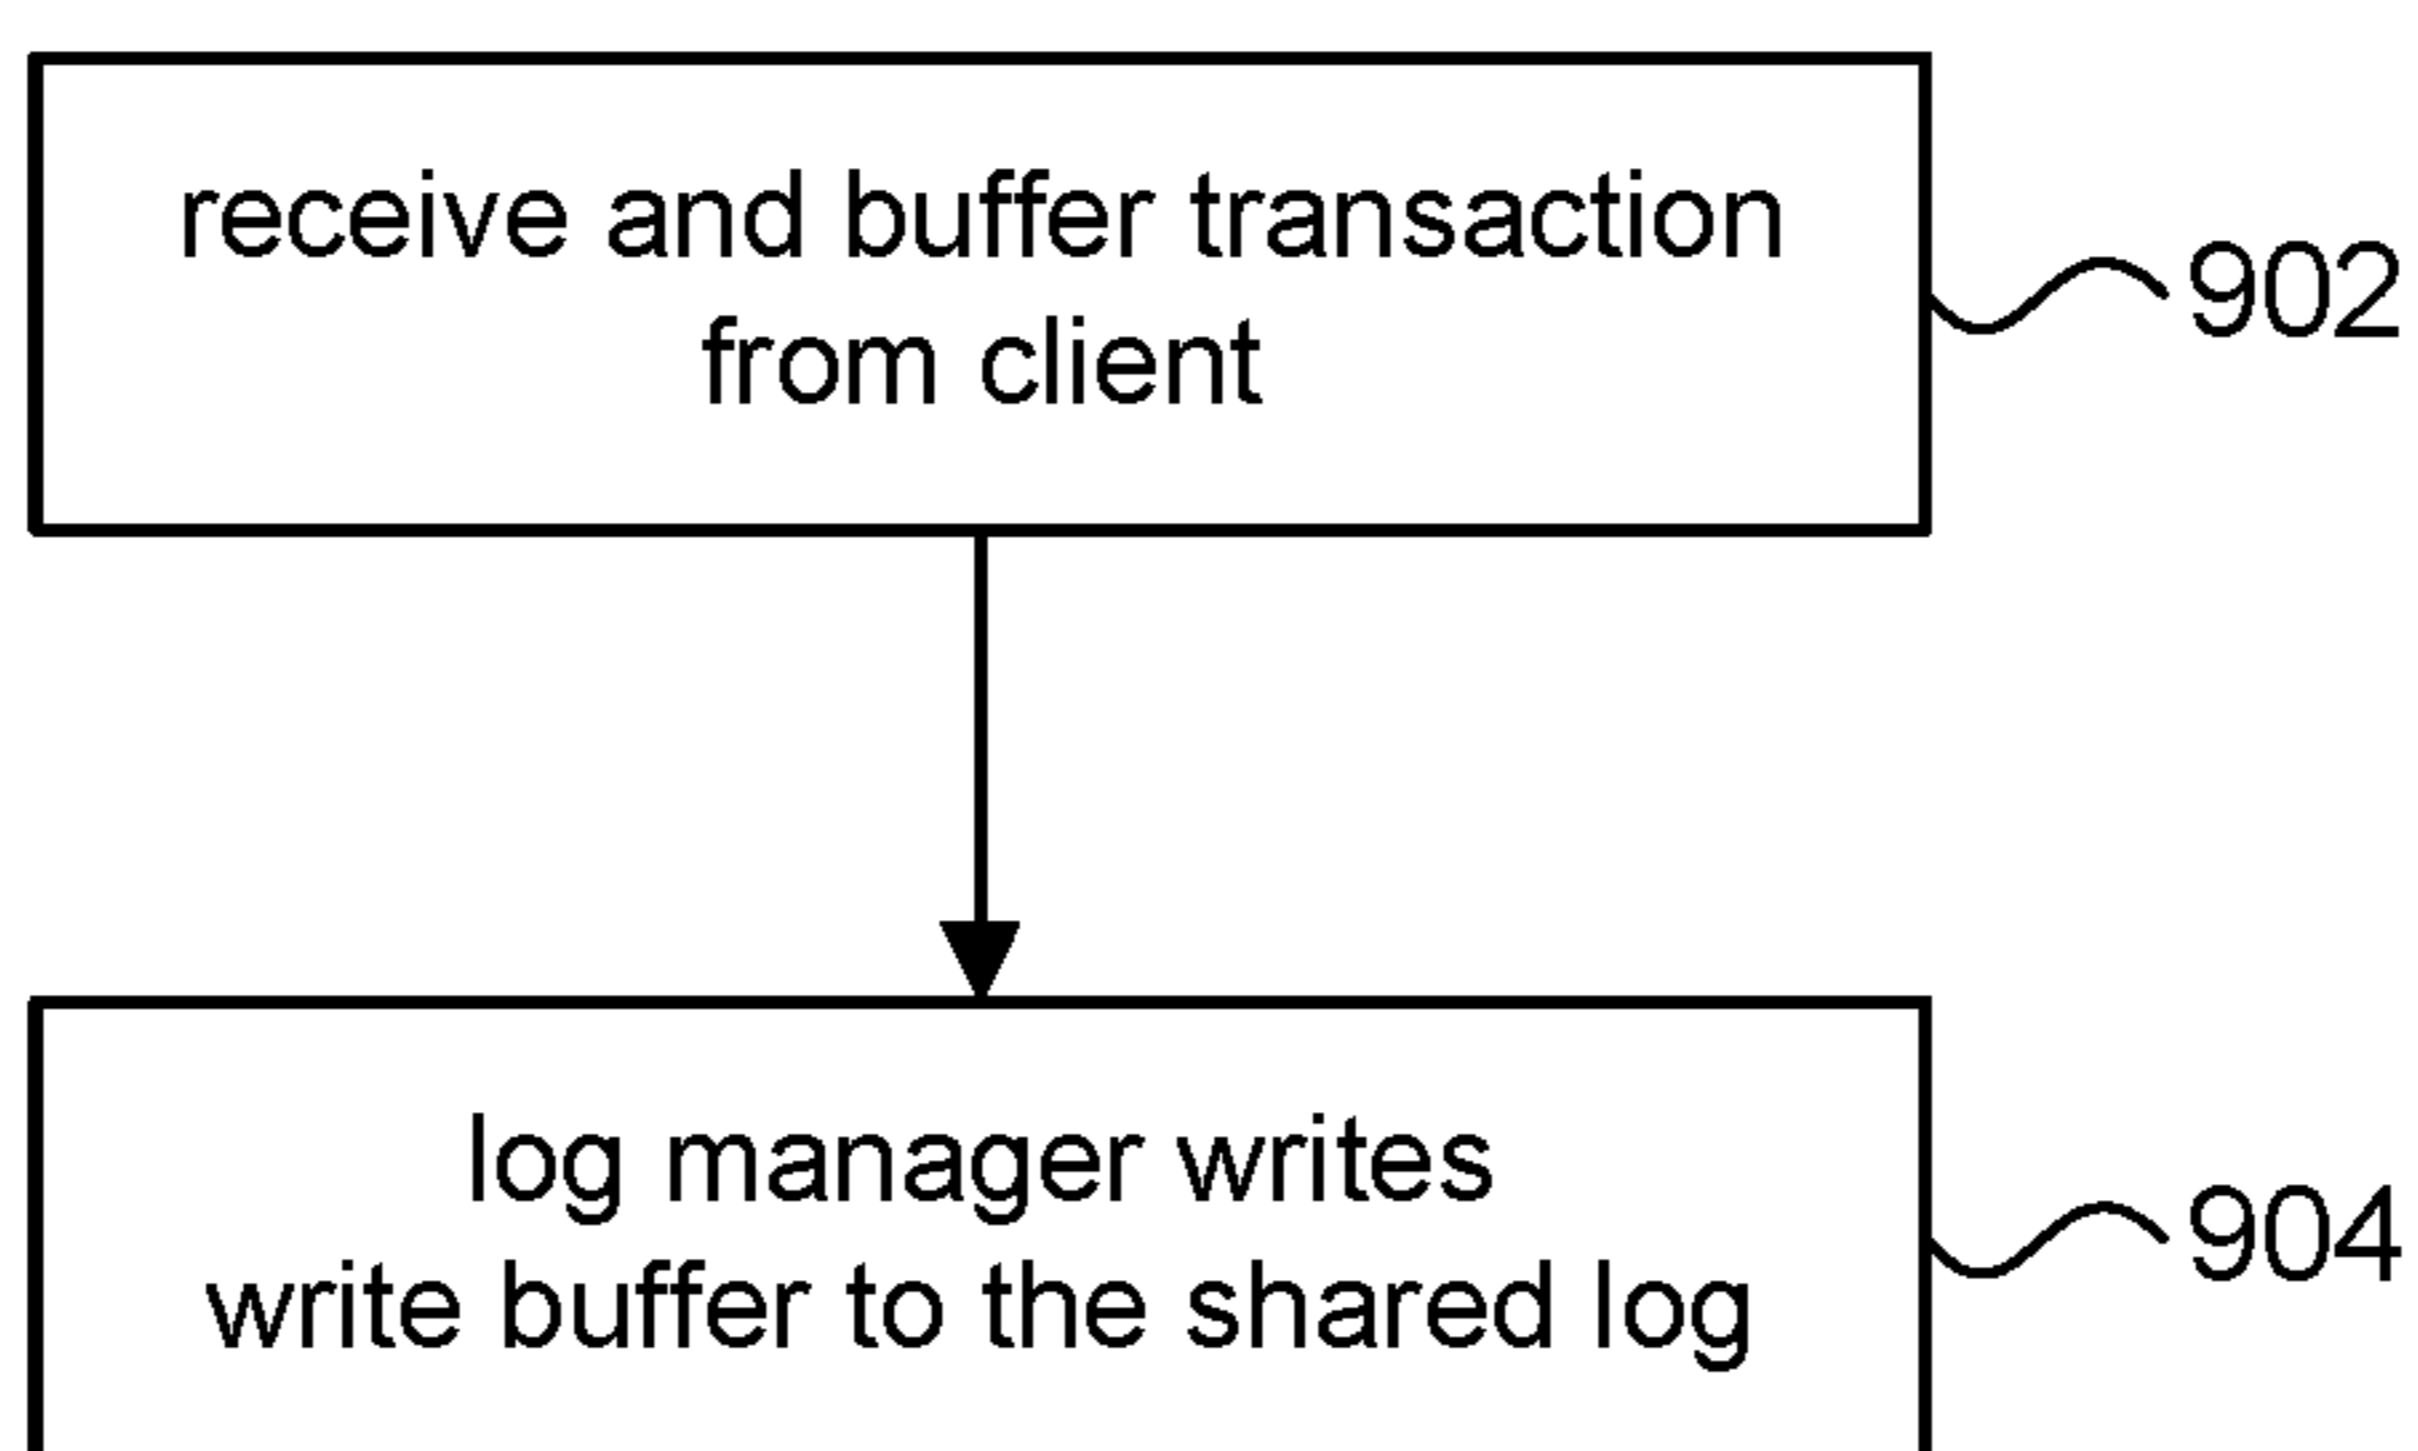 receive and buffer transaction
from client
902
log manager writes
write buffer to the shared log
904